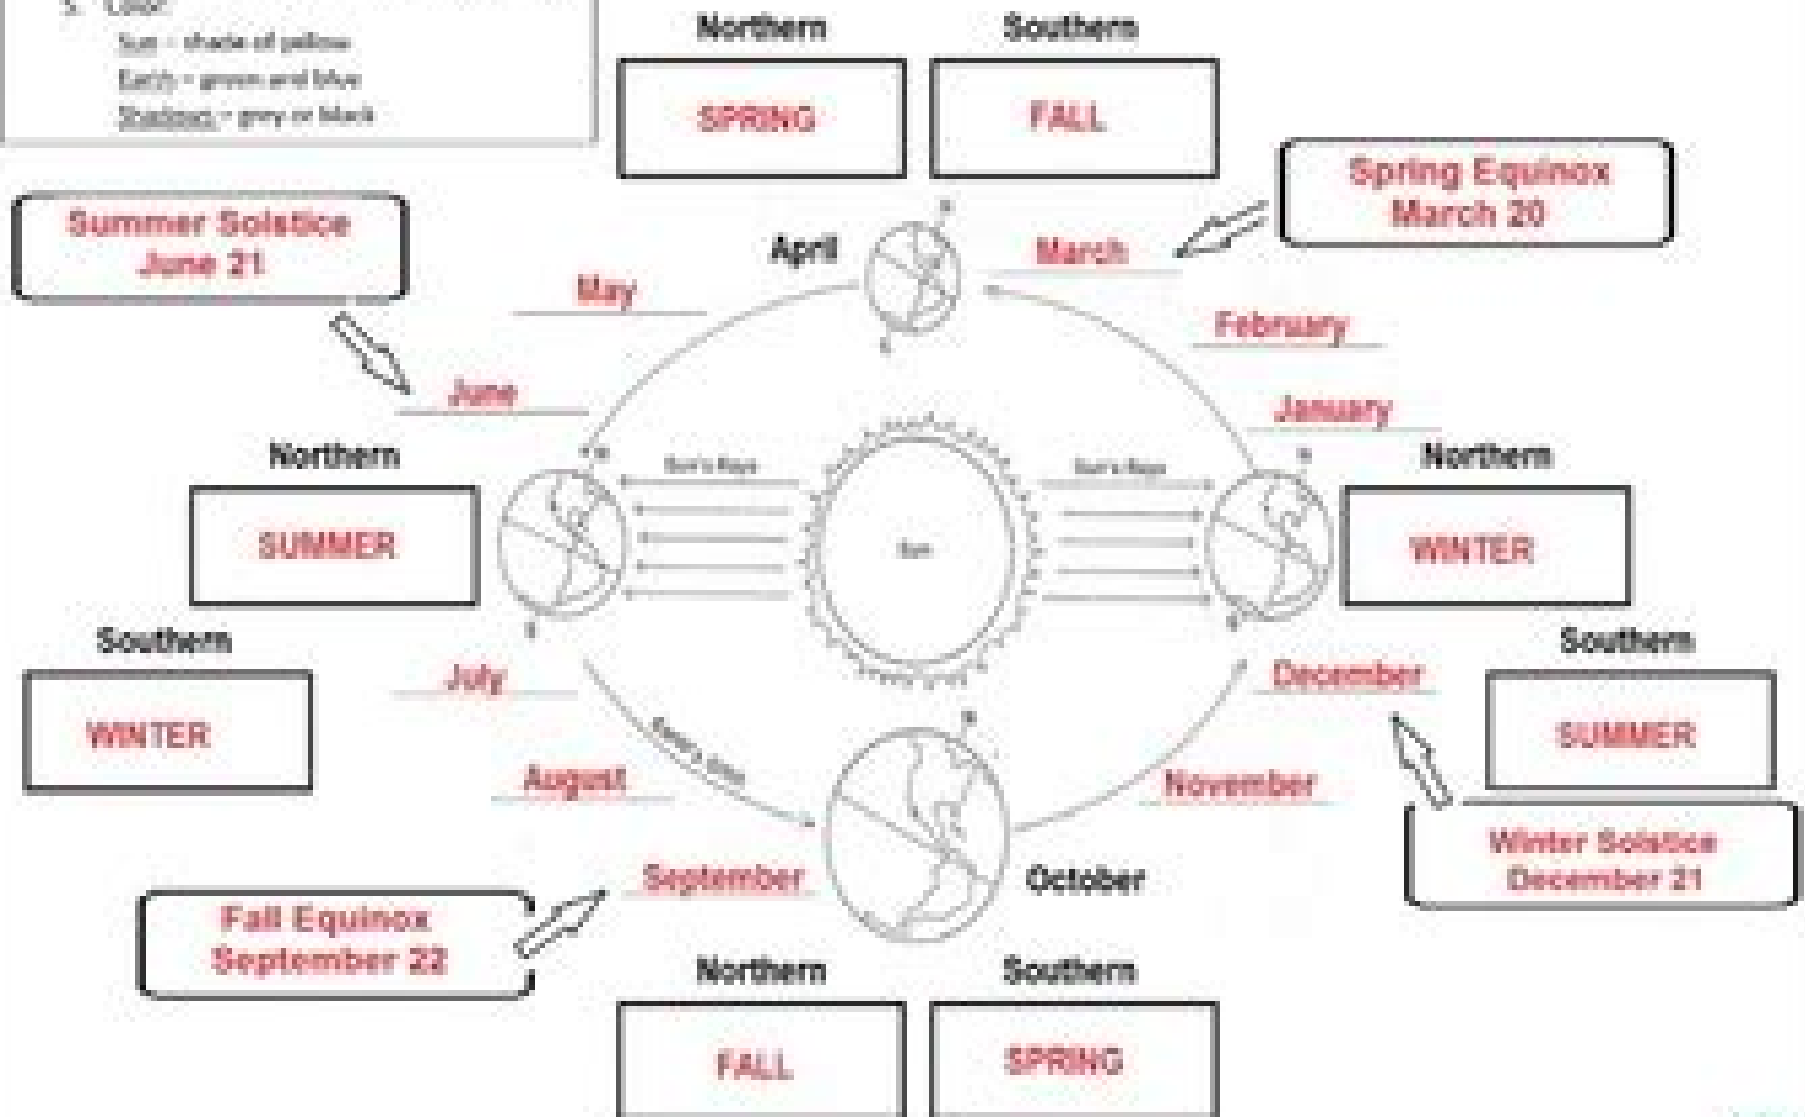 5. Color:
Sun - shade of yellow
Earth - green and blue
Shadows - grey or black
Northern
Southern
SPRING
FALL
Spring Equinox
March 20
Summer Solstice
June 21
N
April
March
May
February
S
June
January
Northern
N
Sun's Rays
Sun's Rays
N
Northern
SUMMER
Sun
WINTER
Southern
S
S
Southern
July
December
WINTER
Earth's Orbit
N
SUMMER
August
November
Winter Solstice
December 21
September
October
Fall Equinox
September 22
Northern
Southern
FALL
SPRING